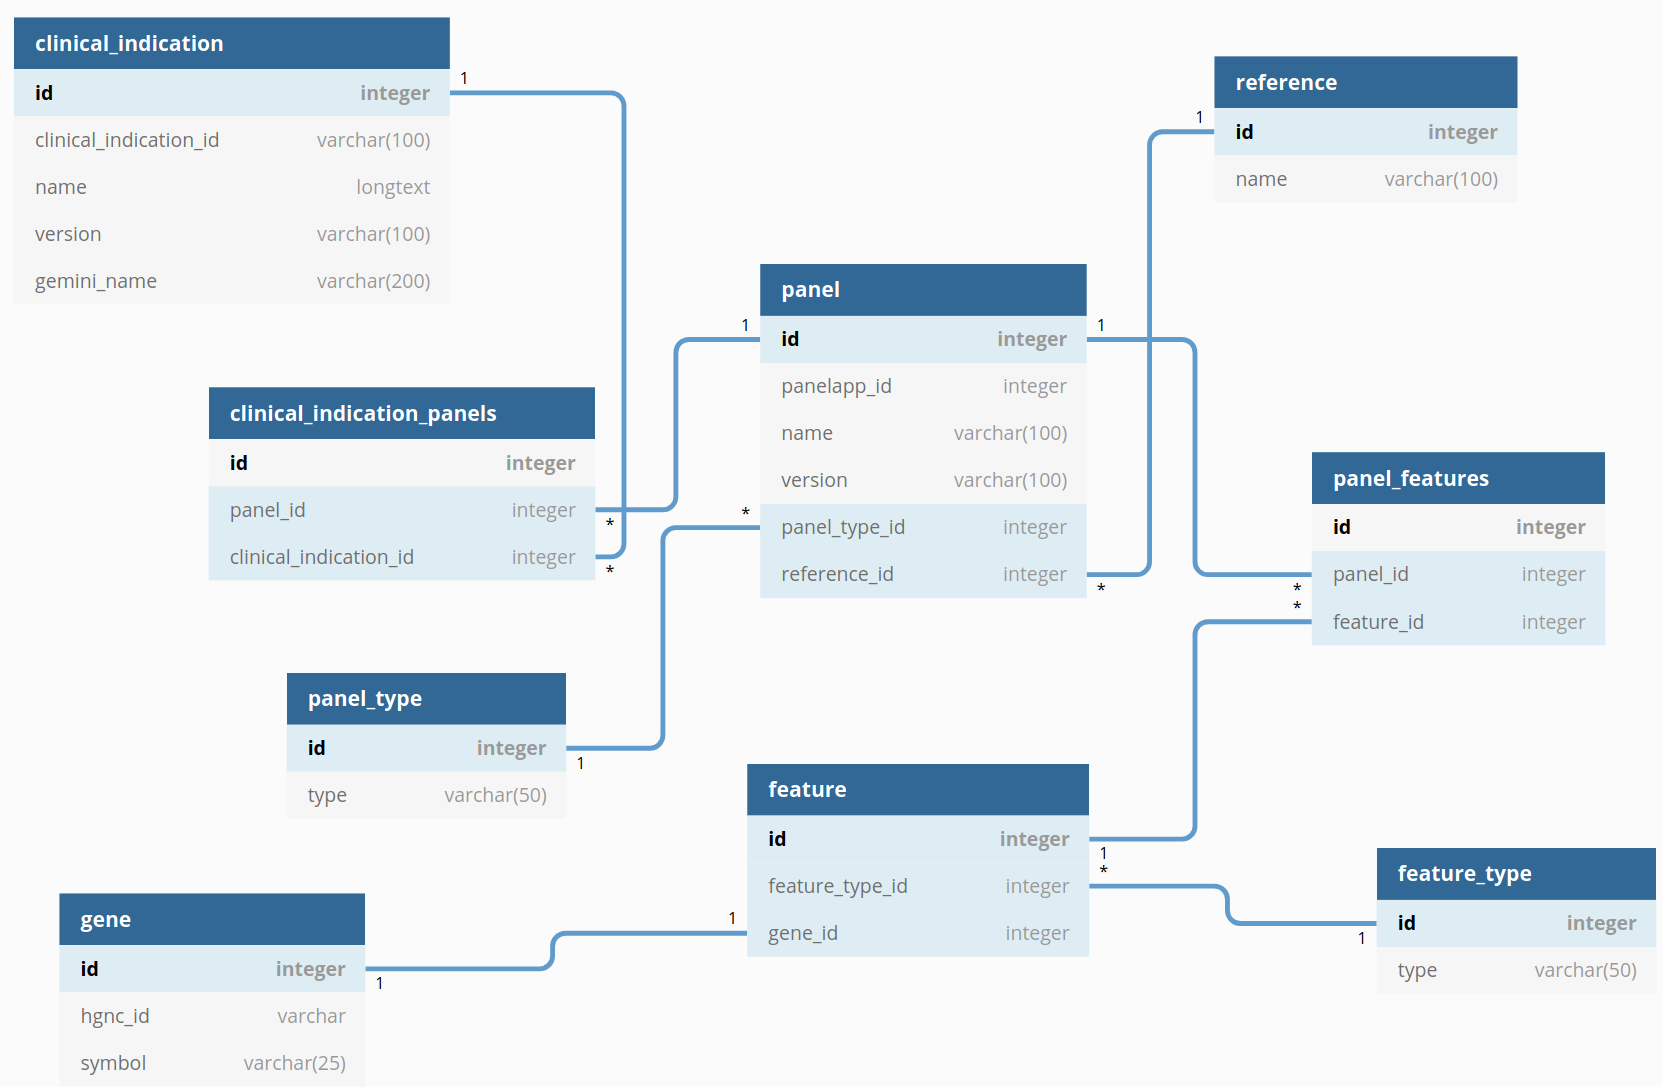 clinical_indication
id integer
clinical_indication_id varchar(100)
name longtext
version varchar(100)
gemini_name varchar(200)
1
reference
id integer
name varchar(100)
1
panel
id integer
panelapp_id integer
name varchar(100)
version varchar(100)
panel_type_id integer
reference_id integer
1
1
*
*
clinical_indication_panels
id integer
panel_id integer
clinical_indication_id integer
*
*
panel_features
id integer
panel_id integer
feature_id integer
*
*
panel_type
id integer
type varchar(50)
1
feature
id integer
feature_type_id integer
gene_id integer
1
*
1
feature_type
id integer
type varchar(50)
1
gene
id integer
hgnc_id varchar
symbol varchar(25)
1